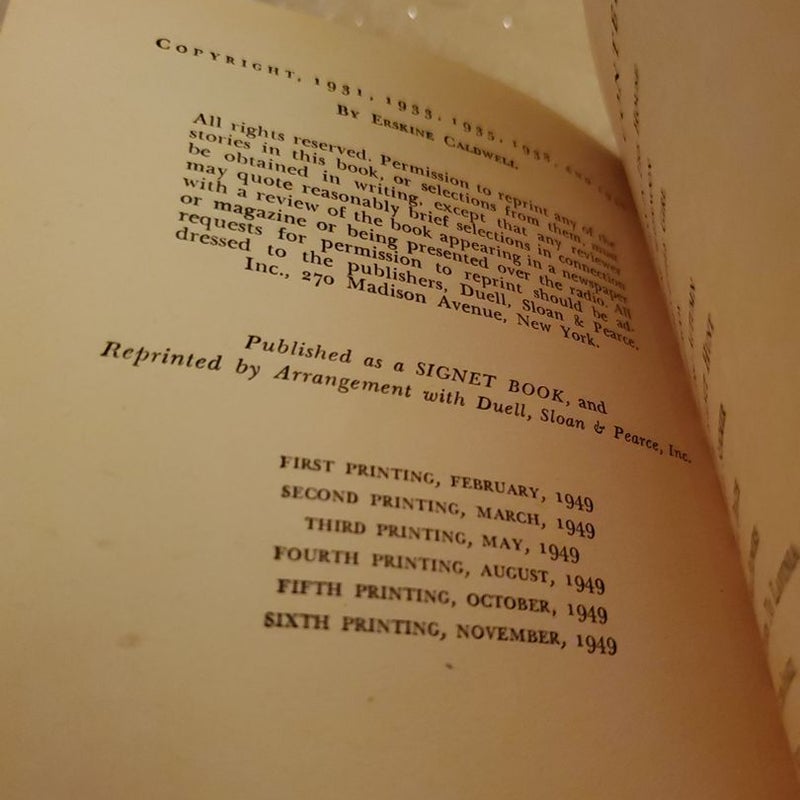 COPYRIGHT, 1931, 1933, 1935, 1938, AND
BY ERSKINE CALDWELL.
All rights reserved. Permission to reprint any of the
stories in this book, or selections from them, must
be obtained in writing, except that any reviewer
may quote reasonably brief selections in connection
with a review of the book appearing in a newspaper
or magazine or being presented over the radio. All
requests for permission to reprint should be ad-
dressed to the publishers, Duell, Sloan & Pearce,
Inc., 270 Madison Avenue, New York.
Published as a SIGNET BOOK, and
Reprinted by Arrangement with Duell, Sloan & Pearce, Inc.
FIRST PRINTING, FEBRUARY, 1949
SECOND PRINTING, MARCH, 1949
THIRD PRINTING, MAY, 1949
FOURTH PRINTING, AUGUST, 1949
FIFTH PRINTING, OCTOBER, 1949
SIXTH PRINTING, NOVEMBER, 1949